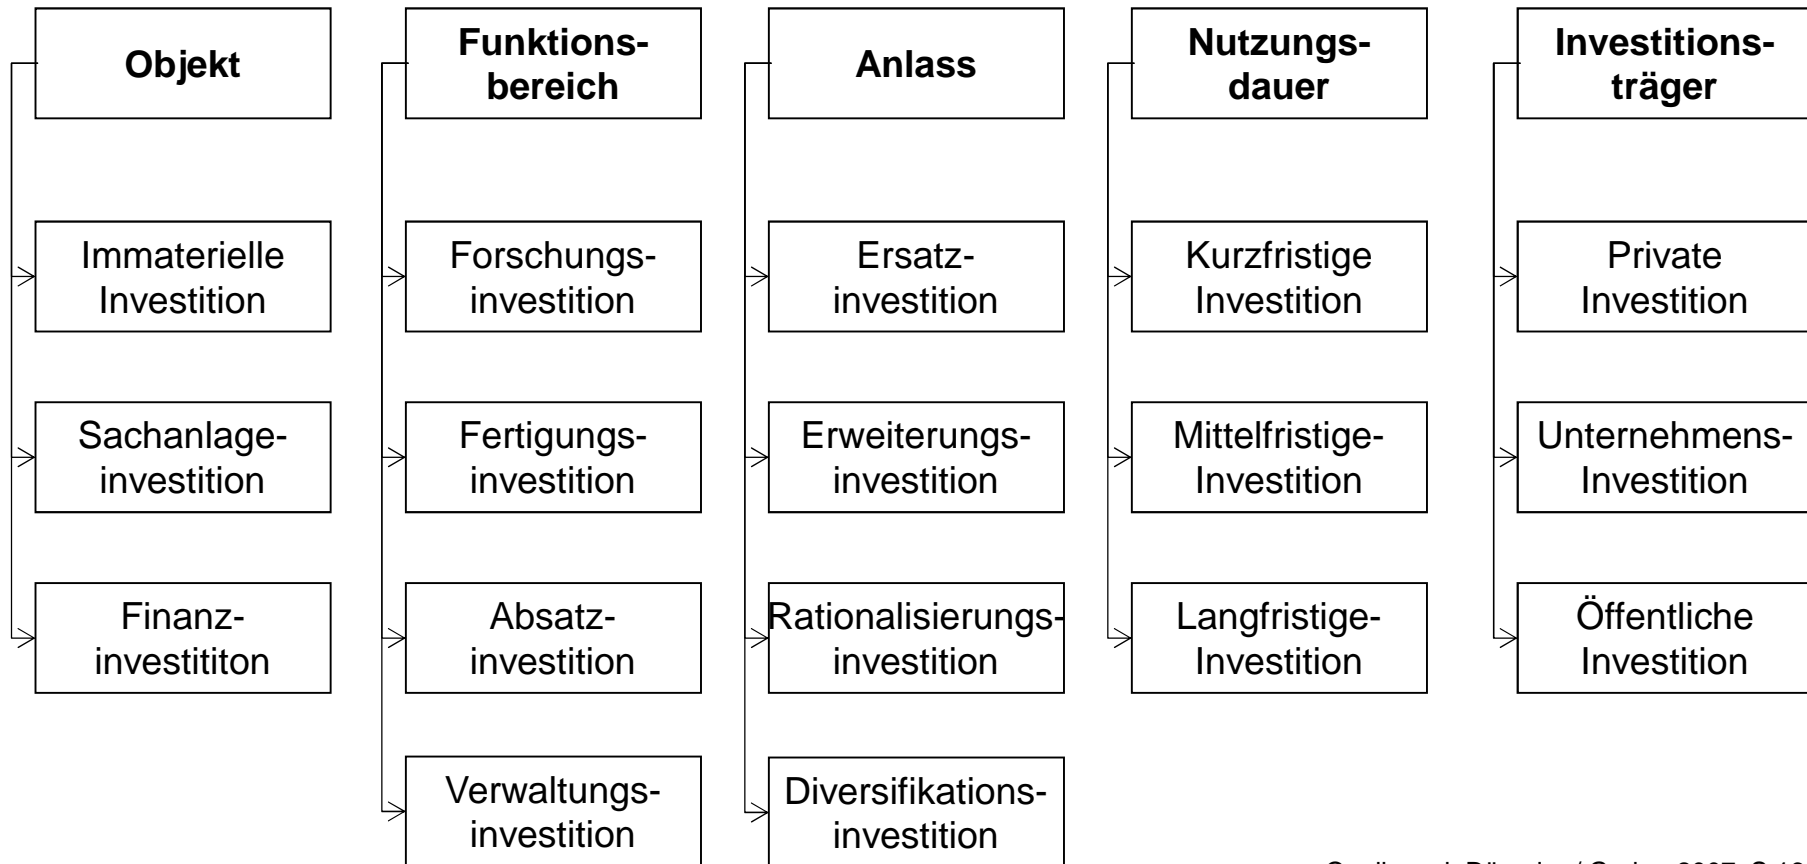 Objekt
Immaterielle
Investition
Sachanlage-
investition
Finanz-
investititon
Funktions-
bereich
Forschungs-
investition
Fertigungs-
investition
Absatz-
investition
Verwaltungs-
investition
Anlass
Ersatz-
investition
Erweiterungs-
investition
Rationalisierungs-
investition
Diversifikations-
investition
Nutzungs-
dauer
Kurzfristige
Investition
Mittelfristige-
Investition
Langfristige-
Investition
Investitions-
träger
Private
Investition
Unternehmens-
Investition
Öffentliche
Investition